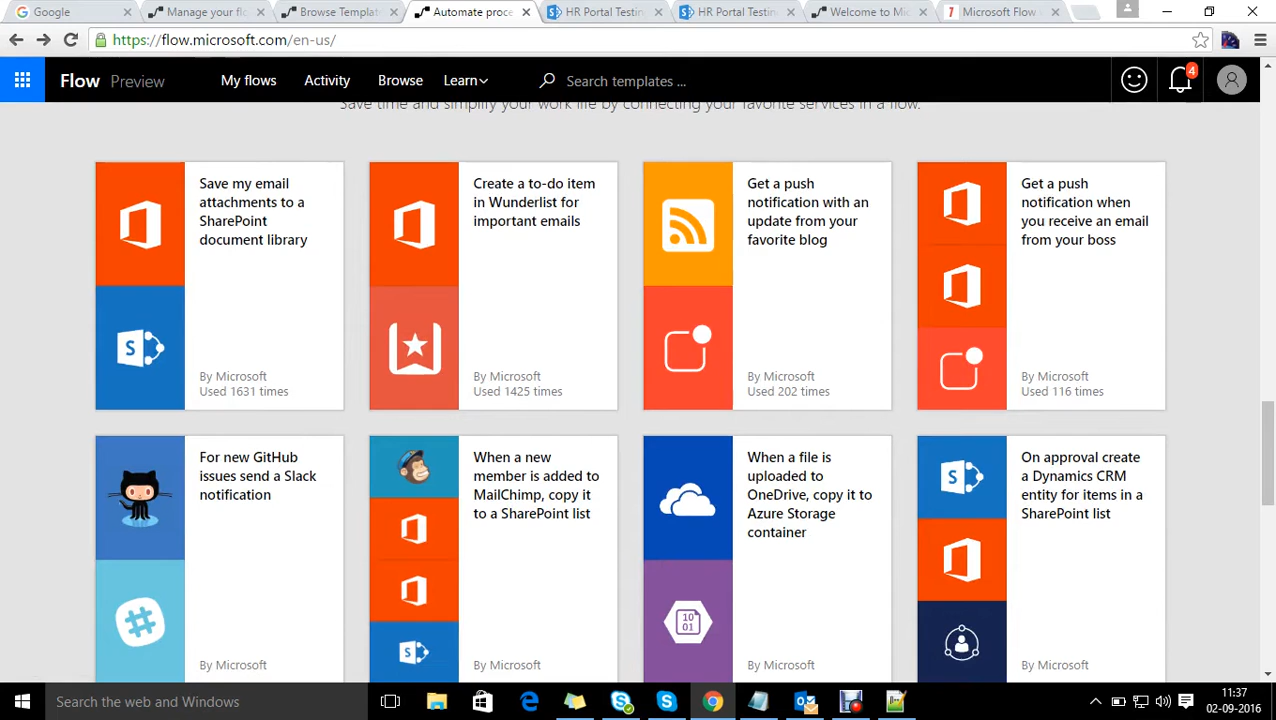 Google
Manage your flo
Browse Templat
Automate proce
HR Portal Testin
HR Portal Testin
Welcome to Mic
7 Microsoft Flow
https://flow.microsoft.com/en-us/
Flow Preview My flows Activity Browse Learn Search templates ... 4
Save time and simplify your work life by connecting your favorite services in a flow.
Save my email
attachments to a
SharePoint
document library
S
By Microsoft
Used 1631 times
Create a to-do item
in Wunderlist for
important emails
By Microsoft
Used 1425 times
Get a push
notification with an
update from your
favorite blog
By Microsoft
Used 202 times
Get a push
notification when
you receive an email
from your boss
By Microsoft
Used 116 times
For new GitHub
issues send a Slack
notification
By Microsoft
When a new
member is added to
MailChimp, copy it
to a SharePoint list
S
By Microsoft
When a file is
uploaded to
OneDrive, copy it to
Azure Storage
container
10
01
By Microsoft
S
On approval create
a Dynamics CRM
entity for items in a
SharePoint list
By Microsoft
Search the web and Windows
11:37
02-09-2016